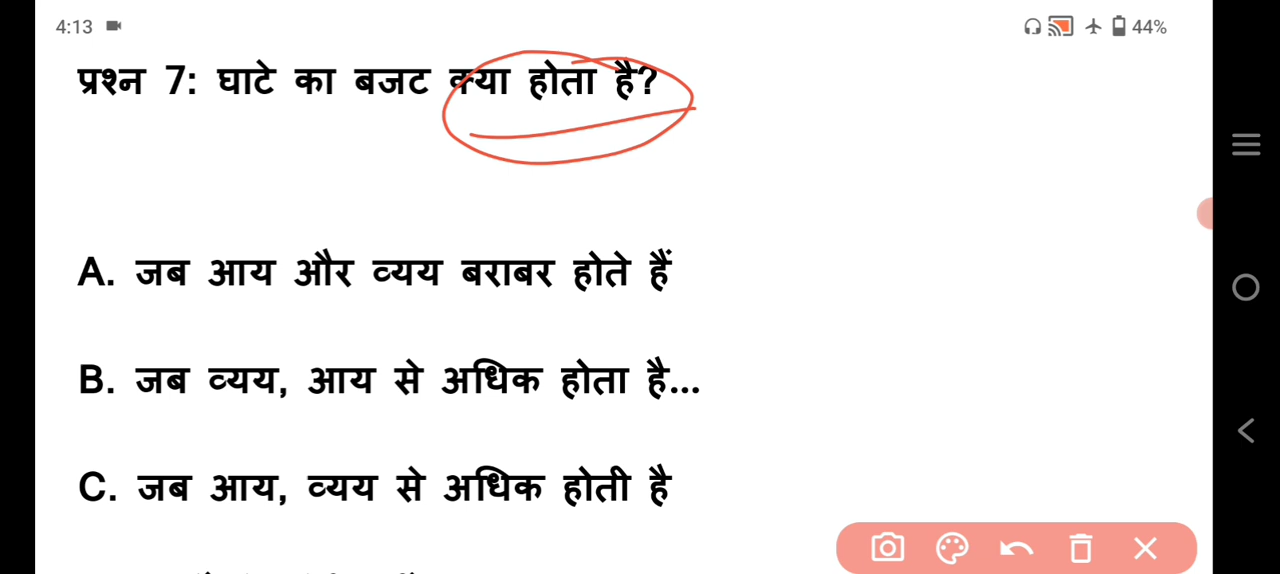 4:13
44%
प्रश्न 7: घाटे का बजट क्या होता है?
A. जब आय और व्यय बराबर होते हैं
B. जब व्यय, आय से अधिक होता है...
C. जब आय, व्यय से अधिक होती है